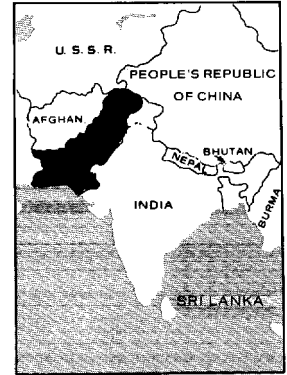 U. S. S. R.
PEOPLE'S REPUBLIC
OF CHINA
AFGHAN.
BHUTAN
NEPAL
INDIA
BURMA
SRI LANKA